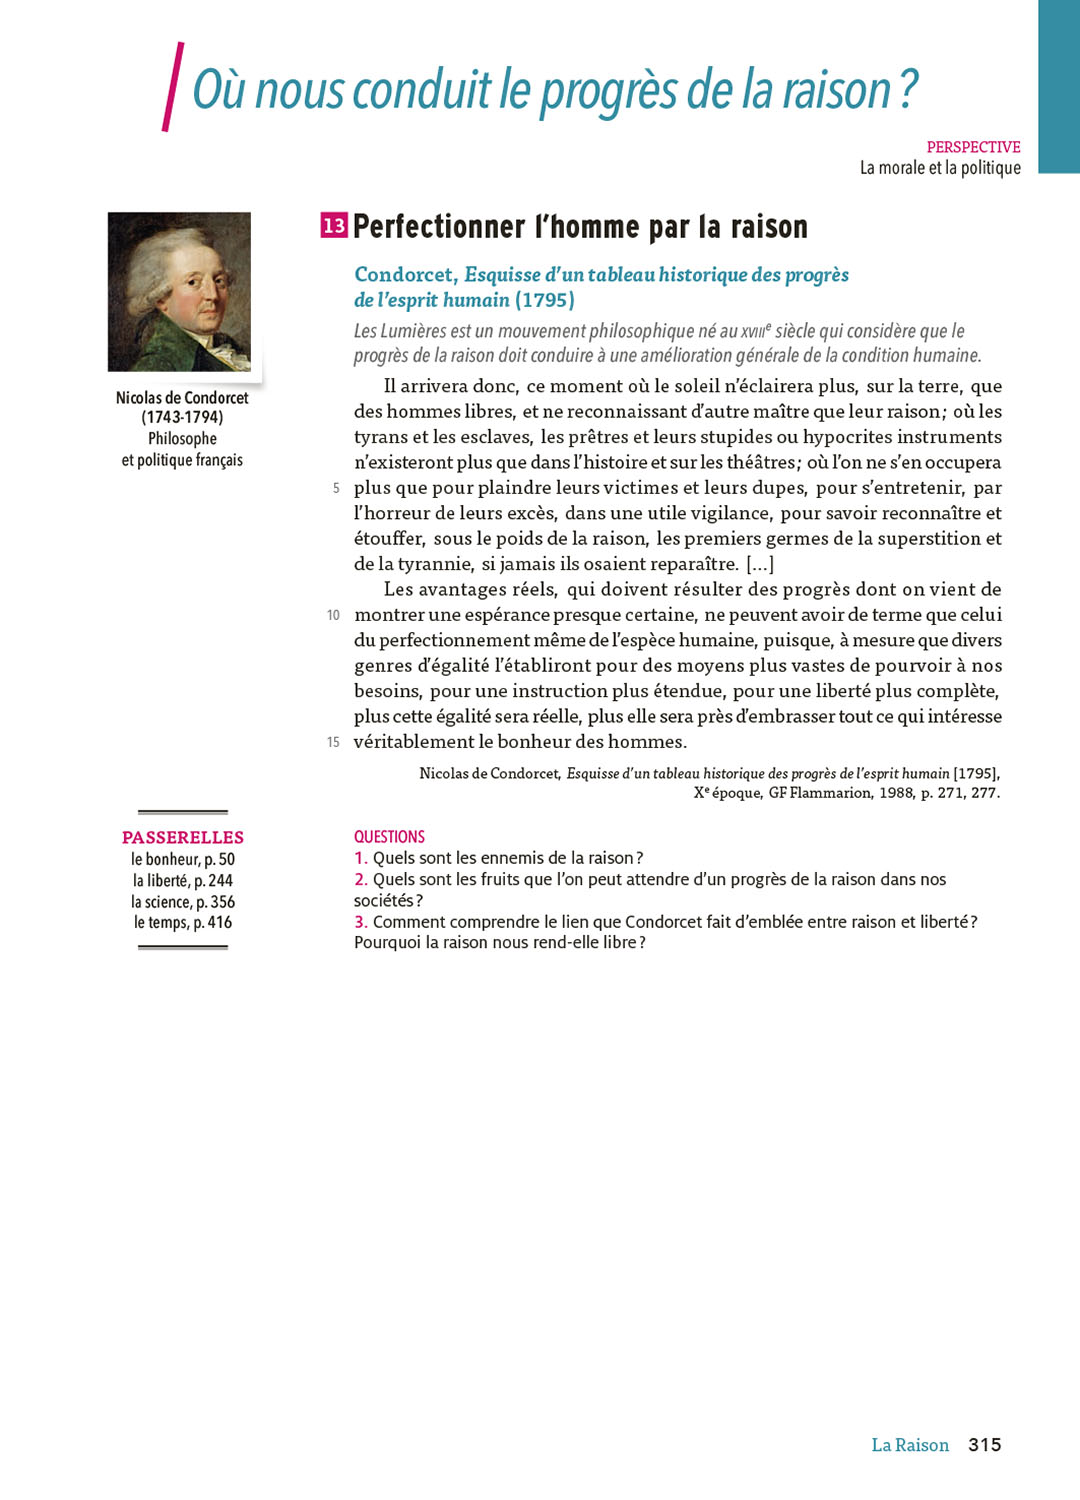 Où nous conduit le progrès de la raison ?
PERSPECTIVE
La morale et la politique
13 Perfectionner l’homme par la raison
Condorcet, Esquisse d’un tableau historique des progrès
de l’esprit humain (1795)
Les Lumières est un mouvement philosophique né au XVIIIe siècle qui considère que le
progrès de la raison doit conduire à une amélioration générale de la condition humaine.
Nicolas de Condorcet
(1743-1794)
Philosophe
et politique français
Il arrivera donc, ce moment où le soleil n’éclairera plus, sur la terre, que
des hommes libres, et ne reconnaissant d’autre maître que leur raison ; où les
tyrans et les esclaves, les prêtres et leurs stupides ou hypocrites instruments
n’existeront plus que dans l’histoire et sur les théâtres ; où l’on ne s’en occupera
5 plus que pour plaindre leurs victimes et leurs dupes, pour s’entretenir, par
l’horreur de leurs excès, dans une utile vigilance, pour savoir reconnaître et
étouffer, sous le poids de la raison, les premiers germes de la superstition et
de la tyrannie, si jamais ils osaient reparaître. […]
Les avantages réels, qui doivent résulter des progrès dont on vient de
10 montrer une espérance presque certaine, ne peuvent avoir de terme que celui
du perfectionnement même de l’espèce humaine, puisque, à mesure que divers
genres d’égalité l’établiront pour des moyens plus vastes de pourvoir à nos
besoins, pour une instruction plus étendue, pour une liberté plus complète,
plus cette égalité sera réelle, plus elle sera près d’embrasser tout ce qui intéresse
15 véritablement le bonheur des hommes.
Nicolas de Condorcet, Esquisse d’un tableau historique des progrès de l’esprit humain [1795],
Xe époque, GF Flammarion, 1988, p. 271, 277.
PASSERELLES
le bonheur, p. 50
la liberté, p. 244
la science, p. 356
le temps, p. 416
QUESTIONS
1. Quels sont les ennemis de la raison ?
2. Quels sont les fruits que l’on peut attendre d’un progrès de la raison dans nos
sociétés ?
3. Comment comprendre le lien que Condorcet fait d’emblée entre raison et liberté ?
Pourquoi la raison nous rend-elle libre ?
La Raison 315